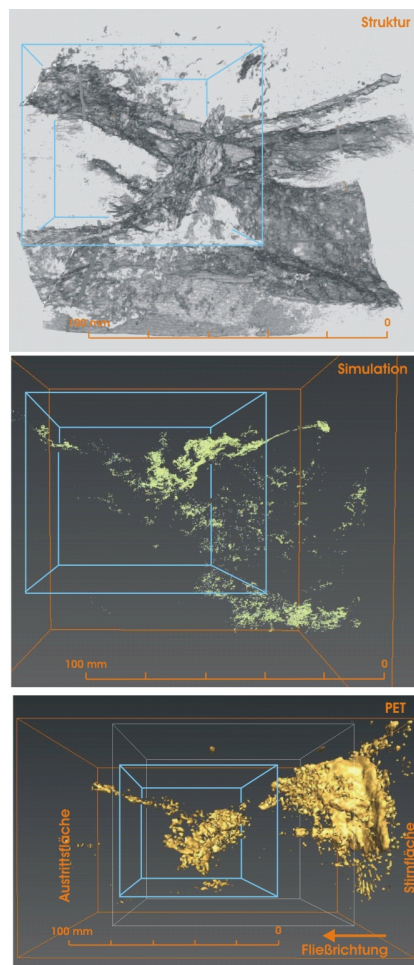 Struktur
100 mm 0
Simulation
100 mm 0
PET
Austrittsfläche
Stirnfläche
100 mm 0
Fließrichtung